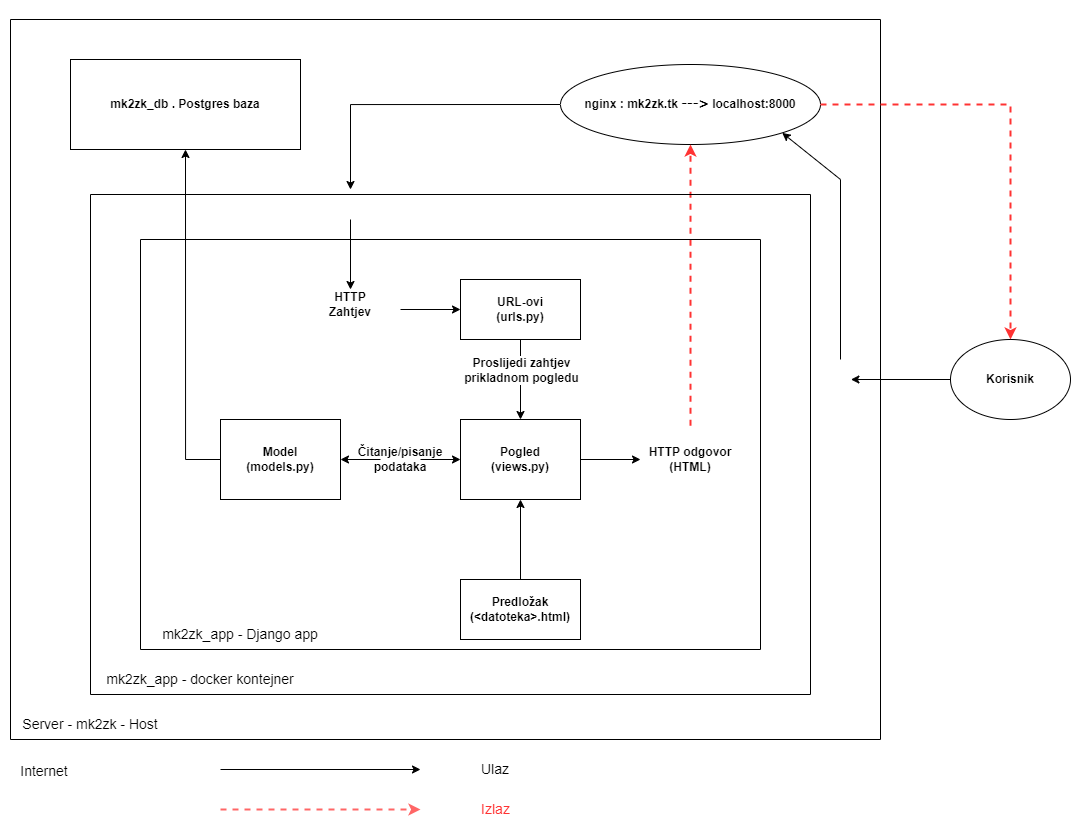 mk2zk_db . Postgres baza
nginx : mk2zk.tk ---> localhost:8000
HTTP
Zahtjev
URL-ovi
(urls.py)
Proslijedi zahtjev
prikladnom pogledu
Korisnik
Model
(models.py)
Čitanje/pisanje
podataka
Pogled
(views.py)
HTTP odgovor
(HTML)
Predložak
(<datoteka>.html)
mk2zk_app - Django app
mk2zk_app - docker kontejner
Server - mk2zk - Host
Internet
Ulaz
Izlaz